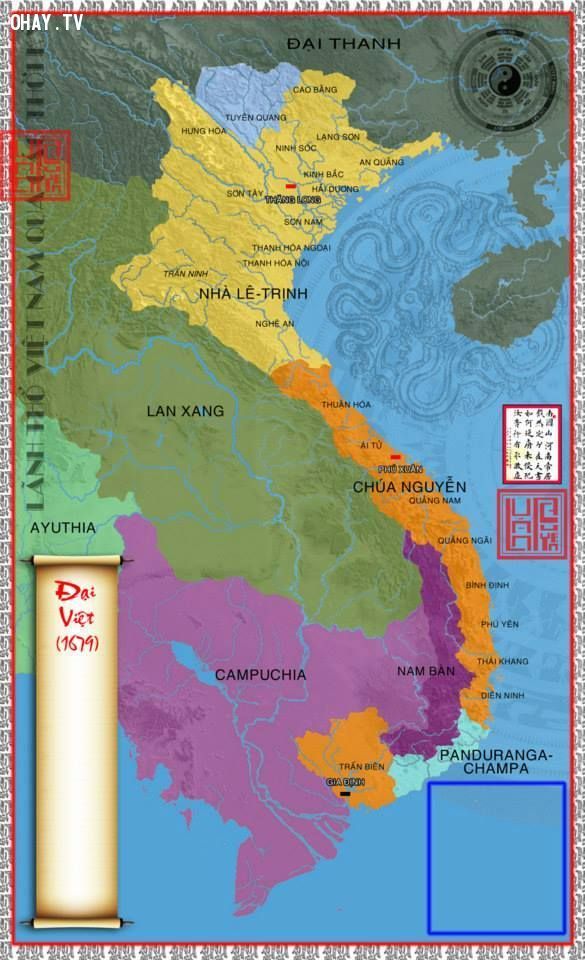 OHAY.TV
ĐẠI THANH
CAO BẰNG
TUYÊN QUANG
HƯNG HÓA
LẠNG SƠN
NINH SÓC
AN QUẢNG
KINH BẮC
HẢI DƯƠNG
SƠN TÂY
THĂNG LONG
SƠN NAM
THANH HÓA NGOẠI
THANH HÓA NỘI
TRẤN NINH
NHÀ LÊ-TRỊNH
NGHỆ AN
LÃNH THỔ VIỆT NAM QUA
THUẬN HÓA
LAN XANG
ÁI TỬ
PHÚ XUÂN
CHÚA NGUYỄN
QUẢNG NAM
AYUTHIA
QUẢNG NGÃI
Đại
Việt
(1679)
BÌNH ĐỊNH
PHÚ YÊN
CAMPUCHIA
NAM BÀN
THÁI KHANG
DIÊN NINH
PANDURANGA-
CHAMPA
TRẤN BIÊN
GIA ĐỊNH